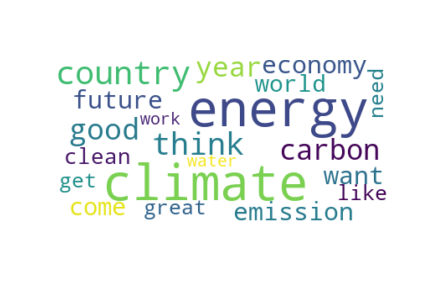 country year economy
future world need
good work energy
clean think carbon
get climate water want
come great emission like